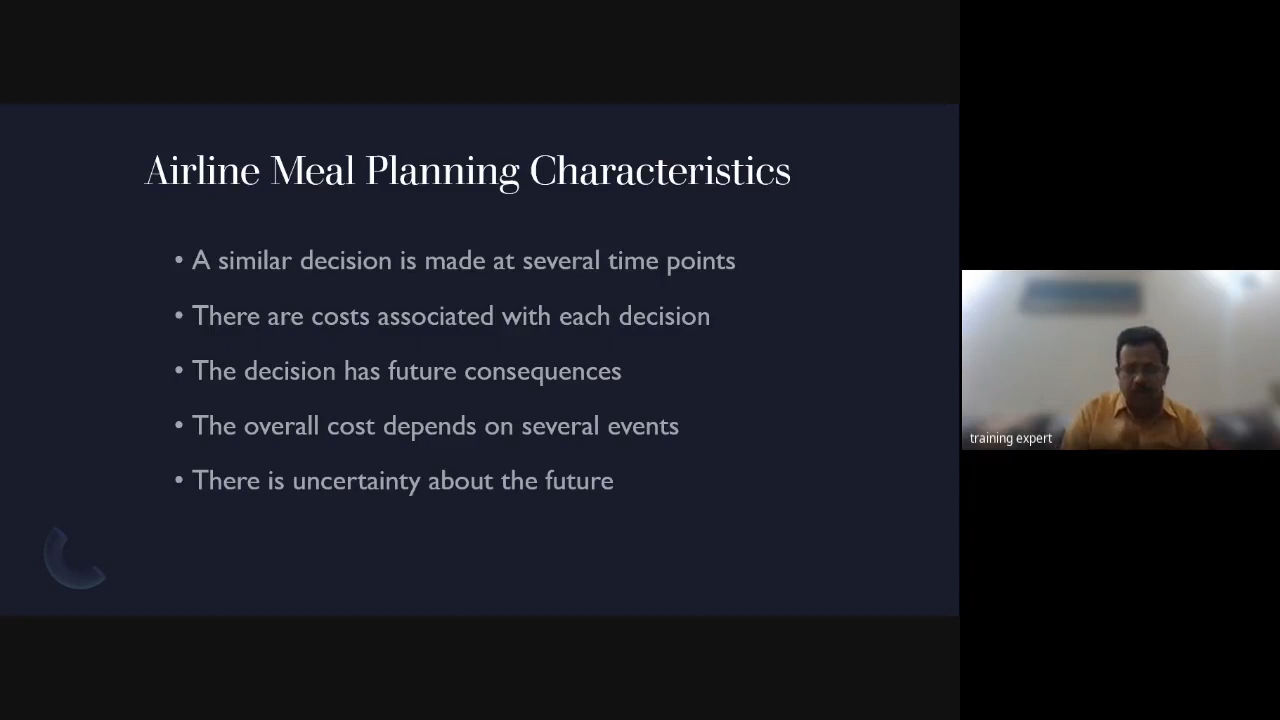 Airline Meal Planning Characteristics
• A similar decision is made at several time points
• There are costs associated with each decision
• The decision has future consequences
• The overall cost depends on several events
• There is uncertainty about the future
training expert